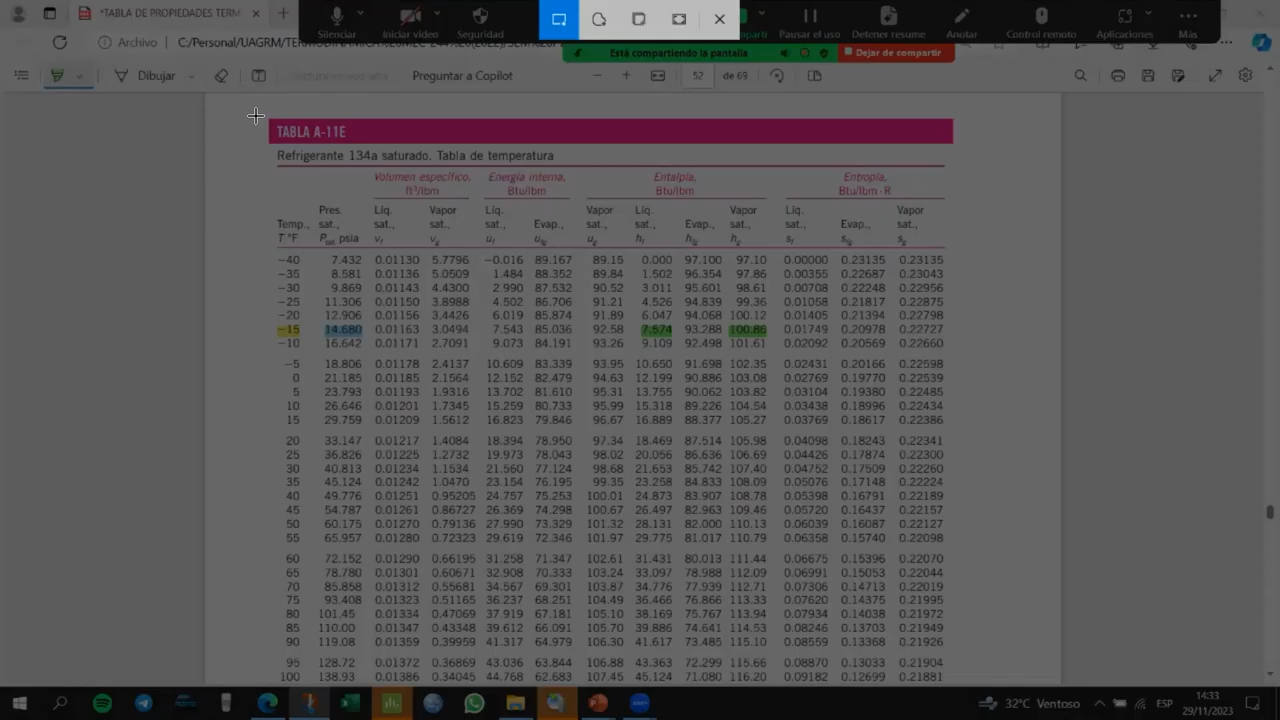 *TABLA DE PROPIEDADES TERM
Silenciar Iniciar vídeo Seguridad Pausar el uso Detener resume Anotar Control remoto Aplicaciones Más
Archivo C:/Personal/UAGRM/
Está compartiendo la pantalla Dejar de compartir
Dibujar Preguntar a Copilot 52 de 69
TABLA A-11E
Refrigerante 134a saturado. Tabla de temperatura
Volumen específico, Energía interna, Entalpía, Entropía,
ft³/lbm Btu/lbm Btu/lbm Btu/lbm · R
Pres. Líq. Vapor Líq. Vapor Líq. Vapor Líq. Vapor
Temp., sat., sat., sat., sat., Evap., sat., sat., Evap., sat., sat., Evap., sat.,
T °F Psat psia vf vg uf ufg ug hf hfg hg sf sfg sg
−40 7.432 0.01130 5.7796 −0.016 89.167 89.15 0.000 97.100 97.10 0.00000 0.23135 0.23135
−35 8.581 0.01136 5.0509 1.484 88.352 89.84 1.502 96.354 97.86 0.00355 0.22687 0.23043
−30 9.869 0.01143 4.4300 2.990 87.532 90.52 3.011 95.601 98.61 0.00708 0.22248 0.22956
−25 11.306 0.01150 3.8988 4.502 86.706 91.21 4.526 94.839 99.36 0.01058 0.21817 0.22875
−20 12.906 0.01156 3.4426 6.019 85.874 91.89 6.047 94.068 100.12 0.01405 0.21394 0.22798
−15 14.680 0.01163 3.0494 7.543 85.036 92.58 7.574 93.288 100.86 0.01749 0.20978 0.22727
−10 16.642 0.01171 2.7091 9.073 84.191 93.26 9.109 92.498 101.61 0.02092 0.20569 0.22660
−5 18.806 0.01178 2.4137 10.609 83.339 93.95 10.650 91.698 102.35 0.02431 0.20166 0.22598
0 21.185 0.01185 2.1564 12.152 82.479 94.63 12.199 90.886 103.08 0.02769 0.19770 0.22539
5 23.793 0.01193 1.9316 13.702 81.610 95.31 13.755 90.062 103.82 0.03104 0.19380 0.22485
10 26.646 0.01201 1.7345 15.259 80.733 95.99 15.318 89.226 104.54 0.03438 0.18996 0.22434
15 29.759 0.01209 1.5612 16.823 79.846 96.67 16.889 88.377 105.27 0.03769 0.18617 0.22386
20 33.147 0.01217 1.4084 18.394 78.950 97.34 18.469 87.514 105.98 0.04098 0.18243 0.22341
25 36.826 0.01225 1.2732 19.973 78.043 98.02 20.056 86.636 106.69 0.04426 0.17874 0.22300
30 40.813 0.01234 1.1534 21.560 77.124 98.68 21.653 85.742 107.40 0.04752 0.17509 0.22260
35 45.124 0.01242 1.0470 23.154 76.195 99.35 23.258 84.833 108.09 0.05076 0.17148 0.22224
40 49.776 0.01251 0.95205 24.757 75.253 100.01 24.873 83.907 108.78 0.05398 0.16791 0.22189
45 54.787 0.01261 0.86727 26.369 74.298 100.67 26.497 82.963 109.46 0.05720 0.16437 0.22157
50 60.175 0.01270 0.79136 27.990 73.329 101.32 28.131 82.000 110.13 0.06039 0.16087 0.22127
55 65.957 0.01280 0.72323 29.619 72.346 101.97 29.775 81.017 110.79 0.06358 0.15740 0.22098
60 72.152 0.01290 0.66195 31.258 71.347 102.61 31.431 80.013 111.44 0.06675 0.15396 0.22070
65 78.780 0.01301 0.60671 32.908 70.333 103.24 33.097 78.988 112.09 0.06991 0.15053 0.22044
70 85.858 0.01312 0.55681 34.567 69.301 103.87 34.776 77.939 112.71 0.07306 0.14713 0.22019
75 93.408 0.01323 0.51165 36.237 68.251 104.49 36.466 76.866 113.33 0.07620 0.14375 0.21995
80 101.45 0.01334 0.47069 37.919 67.181 105.10 38.169 75.767 113.94 0.07934 0.14038 0.21972
85 110.00 0.01347 0.43348 39.612 66.091 105.70 39.886 74.641 114.53 0.08246 0.13703 0.21949
90 119.08 0.01359 0.39959 41.317 64.979 106.30 41.617 73.485 115.10 0.08559 0.13368 0.21926
95 128.72 0.01372 0.36869 43.036 63.844 106.88 43.363 72.299 115.66 0.08870 0.13033 0.21904
100 138.93 0.01386 0.34045 44.768 62.683 107.45 45.124 71.080 116.20 0.09182 0.12699 0.21881
32°C Ventoso ESP 14:33
29/11/2023